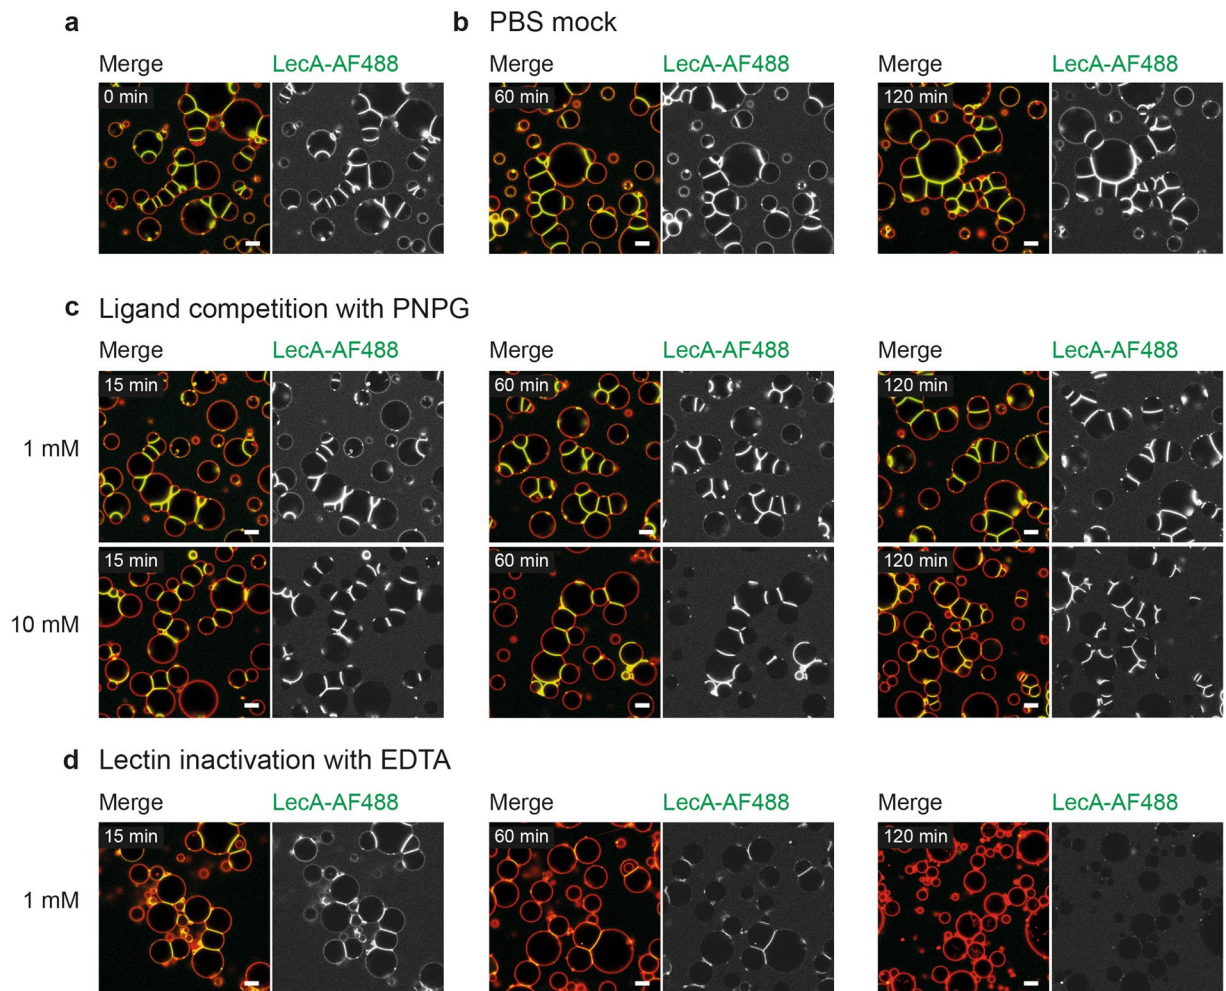 a
b PBS mock
Merge LecA-AF488 Merge LecA-AF488 Merge LecA-AF488
0 min 60 min 120 min
c Ligand competition with PNPG
Merge LecA-AF488 Merge LecA-AF488 Merge LecA-AF488
15 min 60 min 120 min
1 mM
15 min 60 min 120 min
10 mM
d Lectin inactivation with EDTA
Merge LecA-AF488 Merge LecA-AF488 Merge LecA-AF488
15 min 60 min 120 min
1 mM